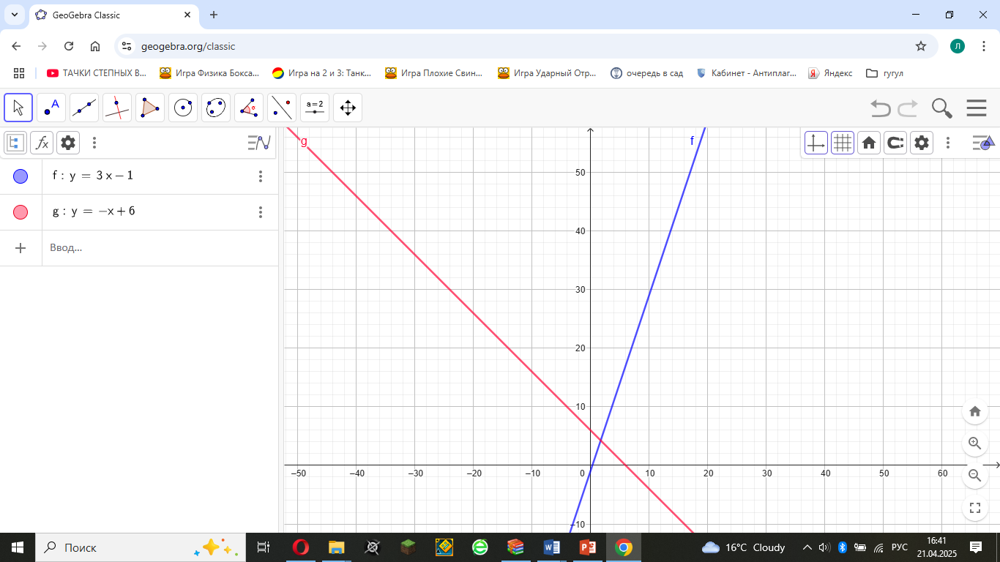 GeoGebra Classic
geogebra.org/classic
Л
ТАЧКИ СТЕПНЫХ В...
Игра Физика Бокса...
Игра на 2 и 3: Танк...
Игра Плохие Свин...
Игра Ударный Отр...
очередь в сад
Кабинет - Антиплаг...
Я Яндекс
гугул
A
a = 2
f : y = 3 x − 1
g : y = −x + 6
Ввод...
g
f
50
40
30
20
10
–50 –40 –30 –20 –10 0 10 20 30 40 50 60
–10
Поиск
16°C Cloudy
РУС
16:41
21.04.2025